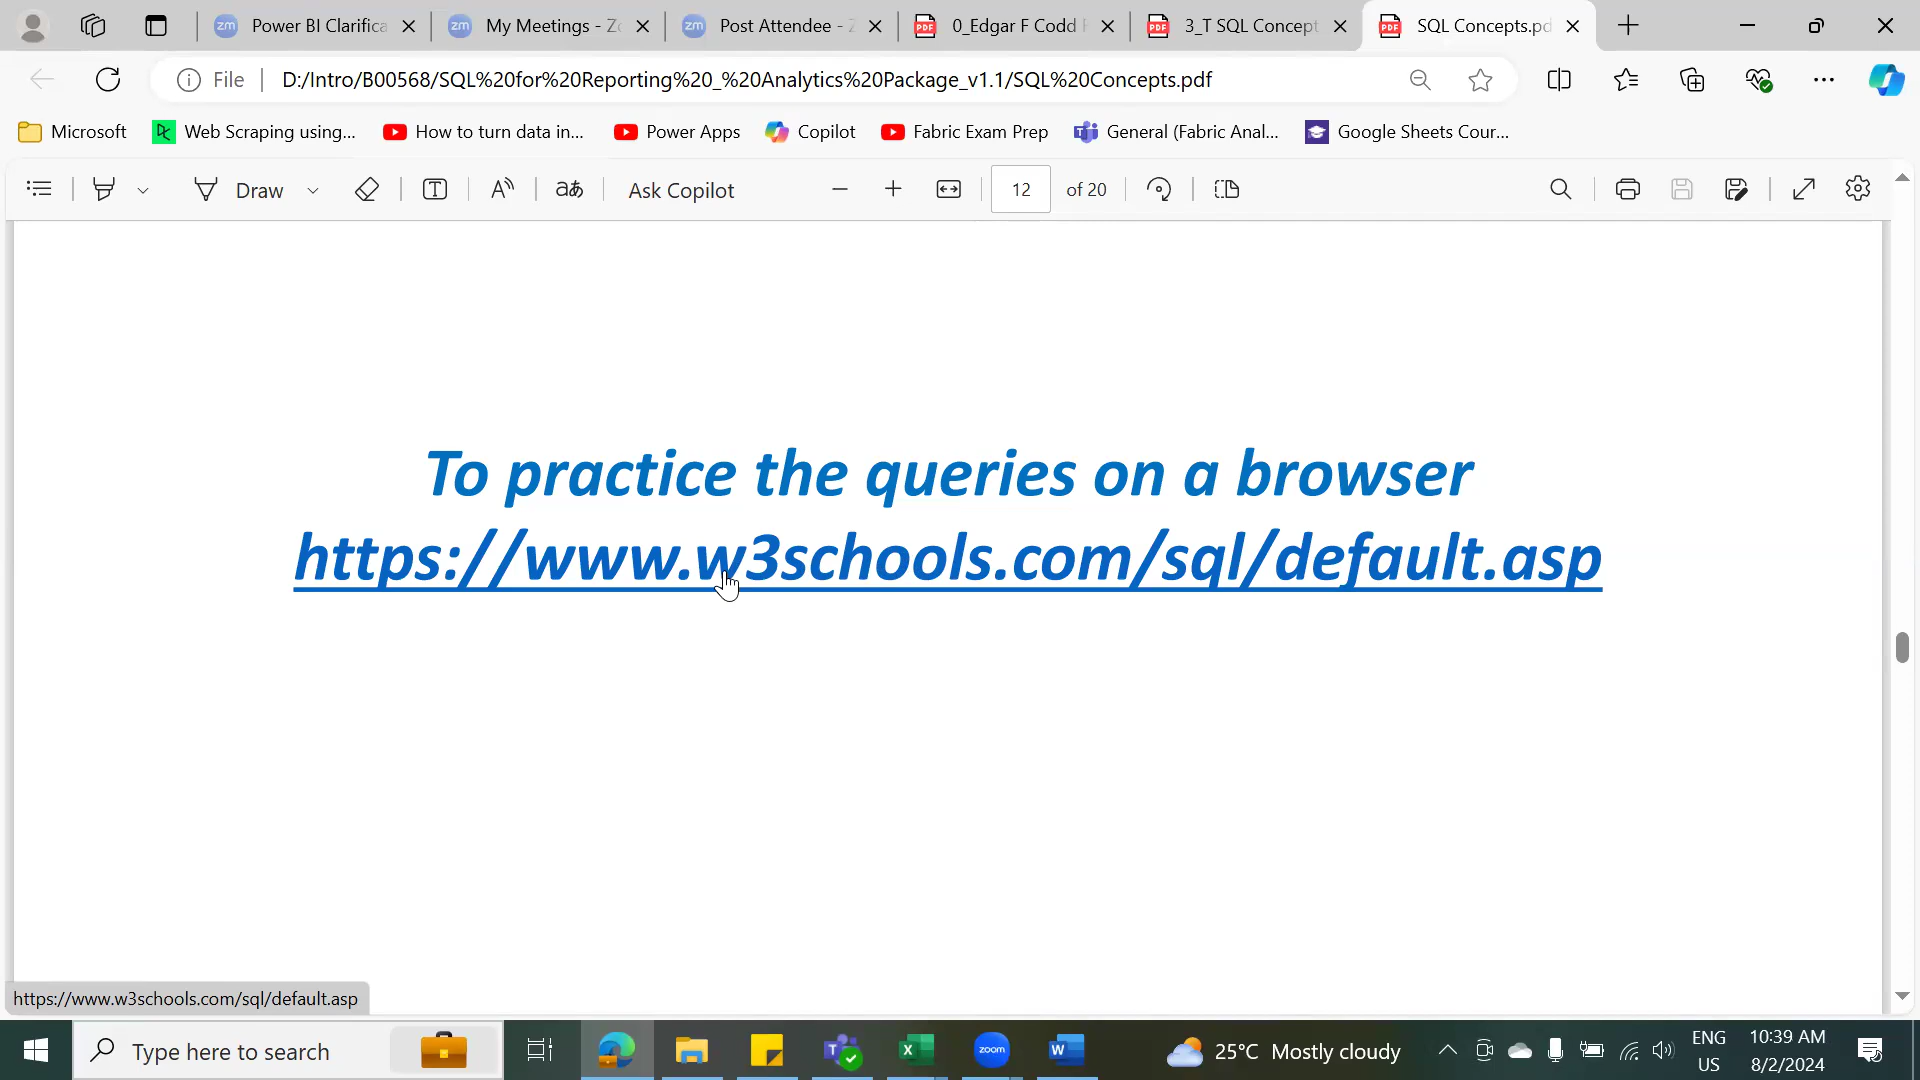 Power BI Clarifica
My Meetings - Zo
Post Attendee - Z
0_Edgar F Codd
3_T SQL Concept
SQL Concepts.pd
File
D:/Intro/B00568/SQL%20for%20Reporting%20_%20Analytics%20Package_v1.1/SQL%20Concepts.pdf
Microsoft
Web Scraping using...
How to turn data in...
Power Apps
Copilot
Fabric Exam Prep
General (Fabric Anal...
Google Sheets Cour...
Draw
Ask Copilot
12
of 20
To practice the queries on a browser
https://www.w3schools.com/sql/default.asp
https://www.w3schools.com/sql/default.asp
Type here to search
zoom
25°C Mostly cloudy
ENG
US
10:39 AM
8/2/2024